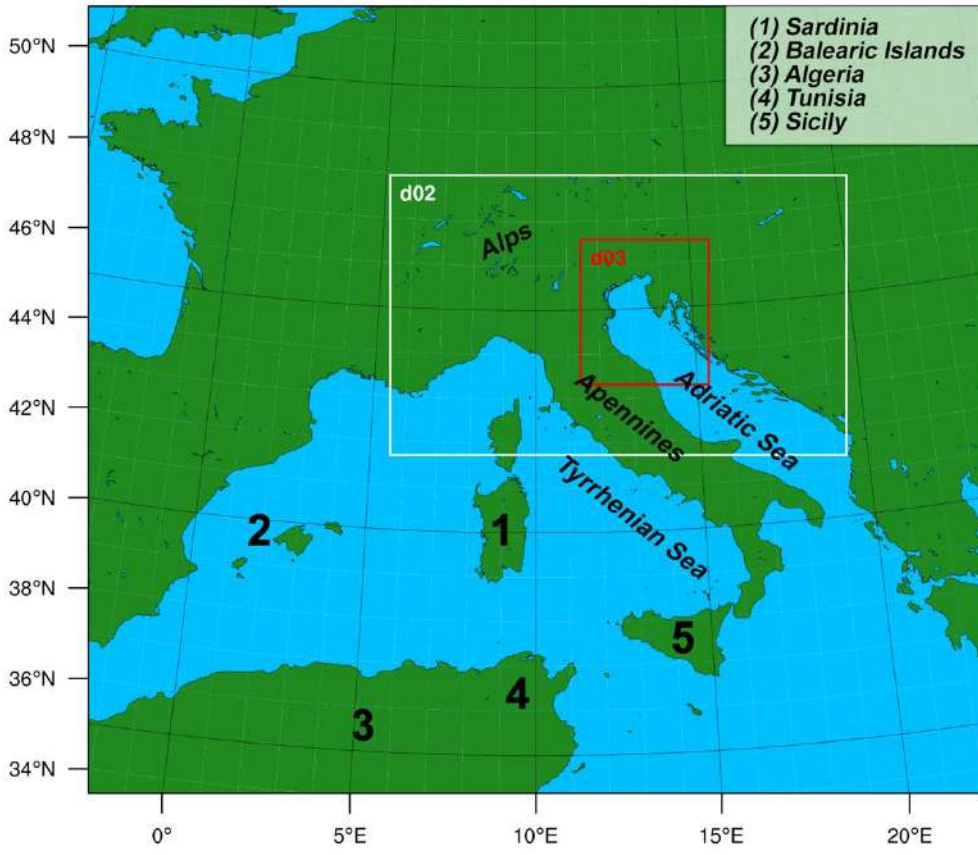 (1) Sardinia
(2) Balearic Islands
(3) Algeria
(4) Tunisia
(5) Sicily
50°N
48°N
46°N
44°N
42°N
40°N
38°N
36°N
34°N
d02
Alps
d03
Apennines
Adriatic Sea
Tyrrhenian Sea
2
1
5
4
3
0°
5°E
10°E
15°E
20°E